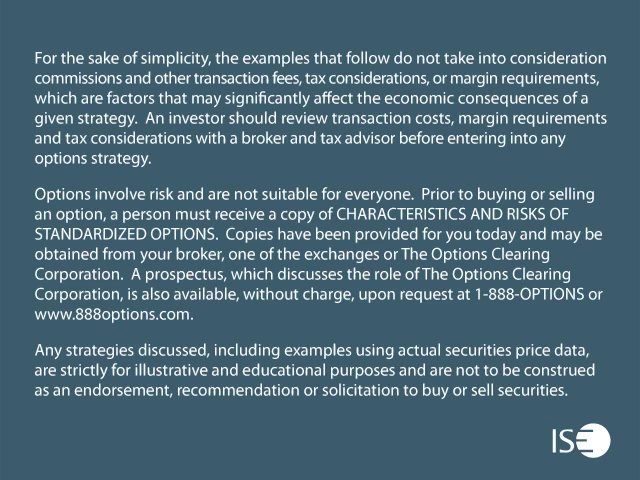 For the sake of simplicity, the examples that follow do not take into consideration
commissions and other transaction fees, tax considerations, or margin requirements,
which are factors that may significantly affect the economic consequences of a
given strategy.  An investor should review transaction costs, margin requirements
and tax considerations with a broker and tax advisor before entering into any
options strategy.
Options involve risk and are not suitable for everyone.  Prior to buying or selling
an option, a person must receive a copy of CHARACTERISTICS AND RISKS OF
STANDARDIZED OPTIONS.  Copies have been provided for you today and may be
obtained from your broker, one of the exchanges or The Options Clearing
Corporation.  A prospectus, which discusses the role of The Options Clearing
Corporation, is also available, without charge, upon request at 1-888-OPTIONS or
www.888options.com.
Any strategies discussed, including examples using actual securities price data,
are strictly for illustrative and educational purposes and are not to be construed
as an endorsement, recommendation or solicitation to buy or sell securities.
ISE